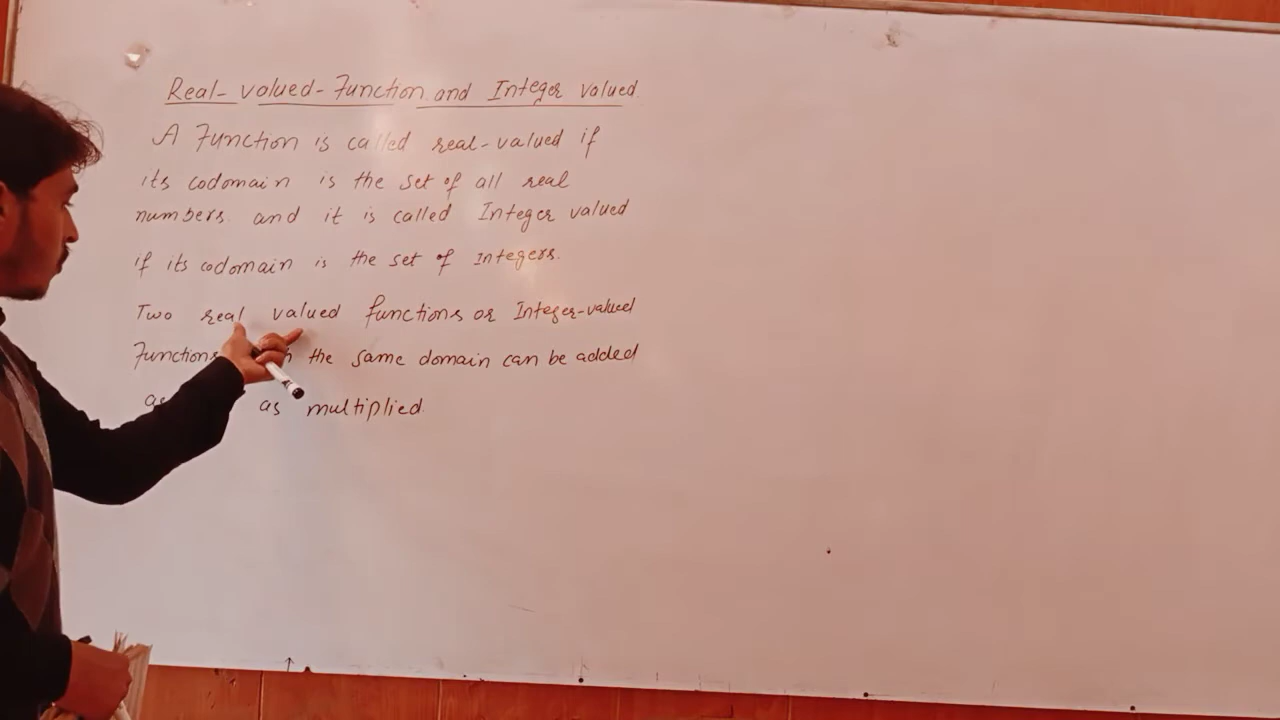 Real-valued-Function and Integer valued
A Function is called real-valued if
its codomain is the set of all real
numbers. and it is called Integer valued
if its codomain is the set of Integers.
Two real valued functions or Integer-valued
Functions the same domain can be added
as as multiplied.